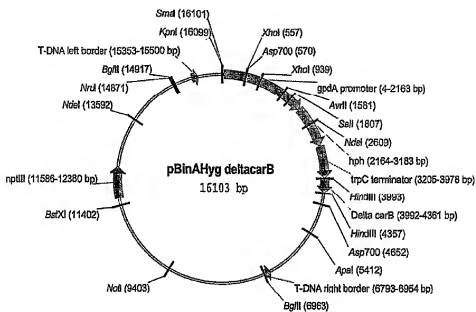 SmaI (16101)
KpnI (16099)
T-DNA left border (15353-15500 bp)
BglII (14917)
NruI (14671)
NdeI (13592)
nptIII (11586-12380 bp)
BstXI (11402)
NotI (9403)
XhoI (557)
Asp700 (570)
XhoI (939)
gpdA promoter (4-2163 bp)
AvrII (1581)
SalI (1807)
NdeI (2609)
hph (2164-3183 bp)
trpC terminator (3205-3978 bp)
HindIII (3993)
Delta carB (3992-4361 bp)
HindIII (4357)
Asp700 (4652)
ApaI (5412)
T-DNA right border (6793-6954 bp)
BglII (6963)
pBinAHyg deltacarB
16103 bp